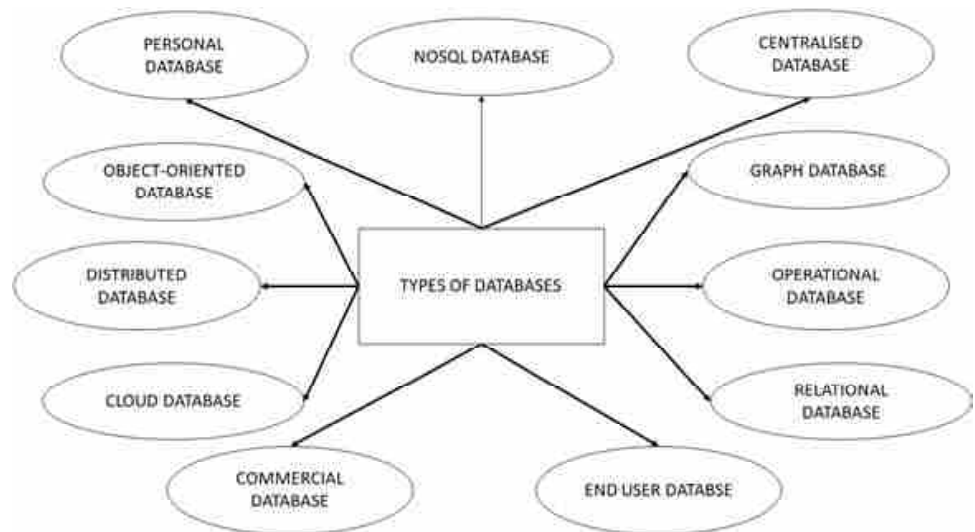 PERSONAL
DATABASE
NOSQL DATABASE
CENTRALISED
DATABASE
OBJECT-ORIENTED
DATABASE
GRAPH DATABASE
DISTRIBUTED
DATABASE
TYPES OF DATABASES
OPERATIONAL
DATABASE
CLOUD DATABASE
RELATIONAL
DATABASE
COMMERCIAL
DATABASE
END USER DATABSE